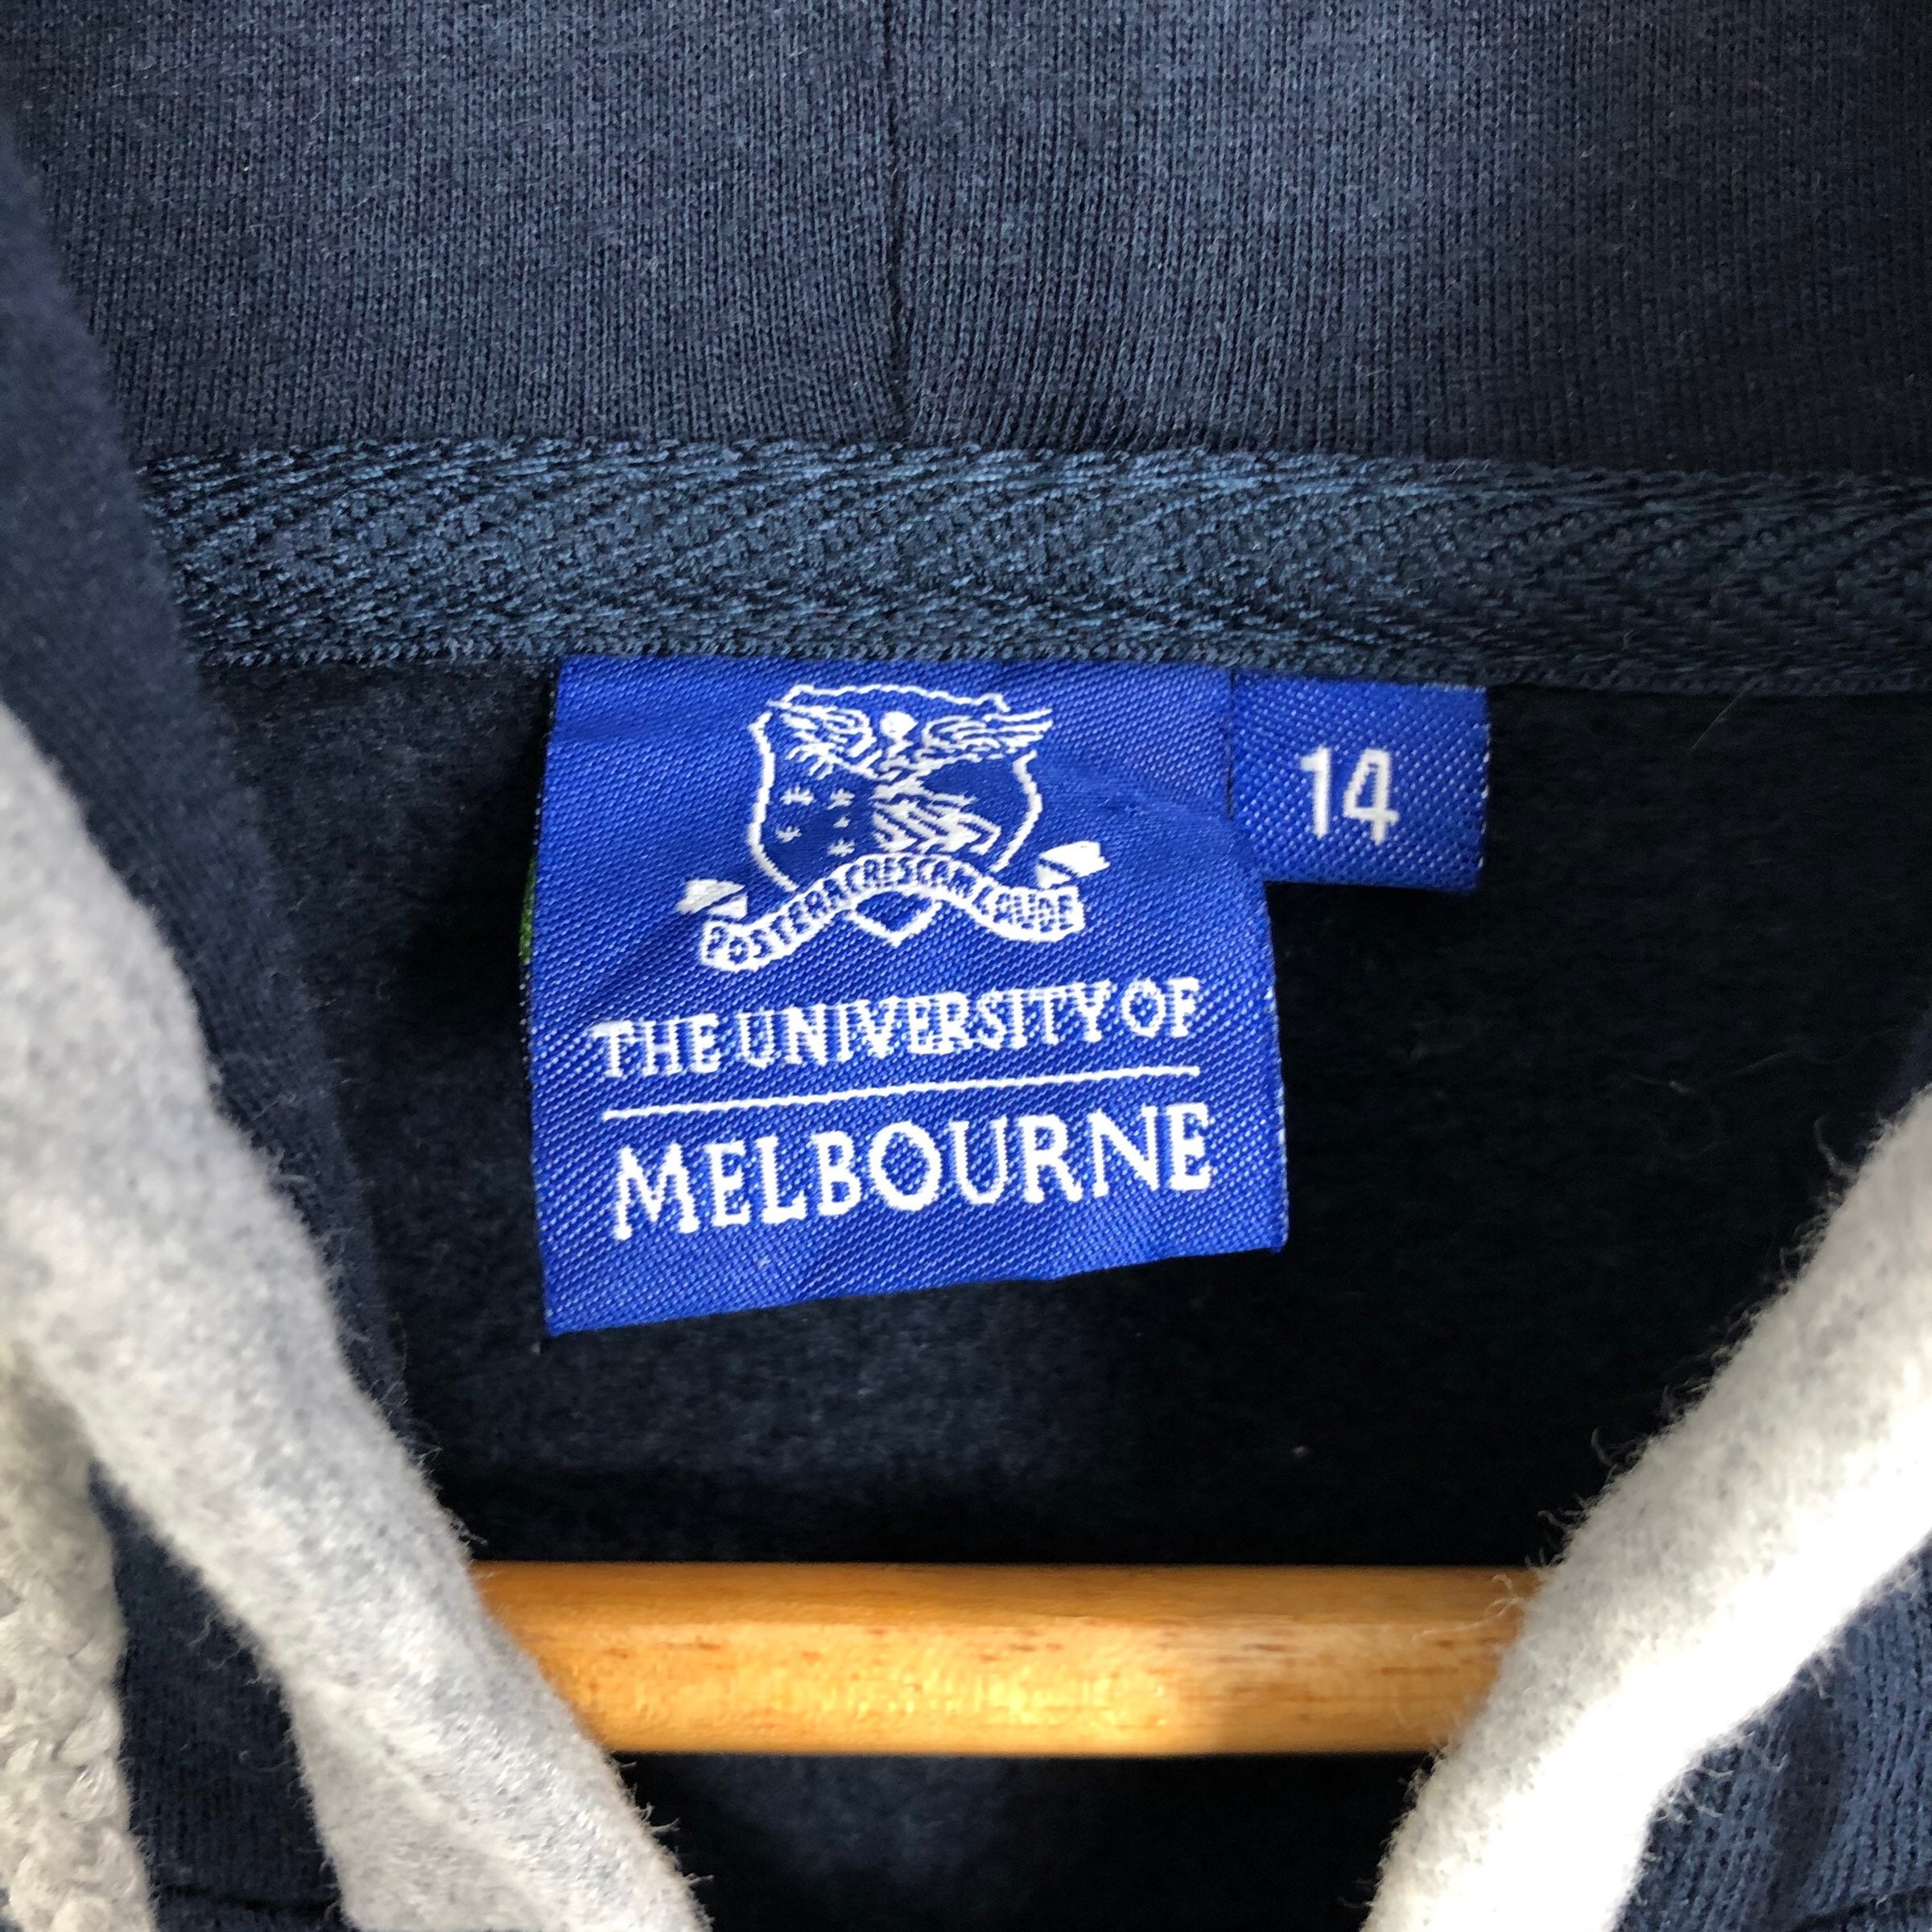 POSTERA CRESCAM LAUDE
THE UNIVERSITY OF
MELBOURNE
14